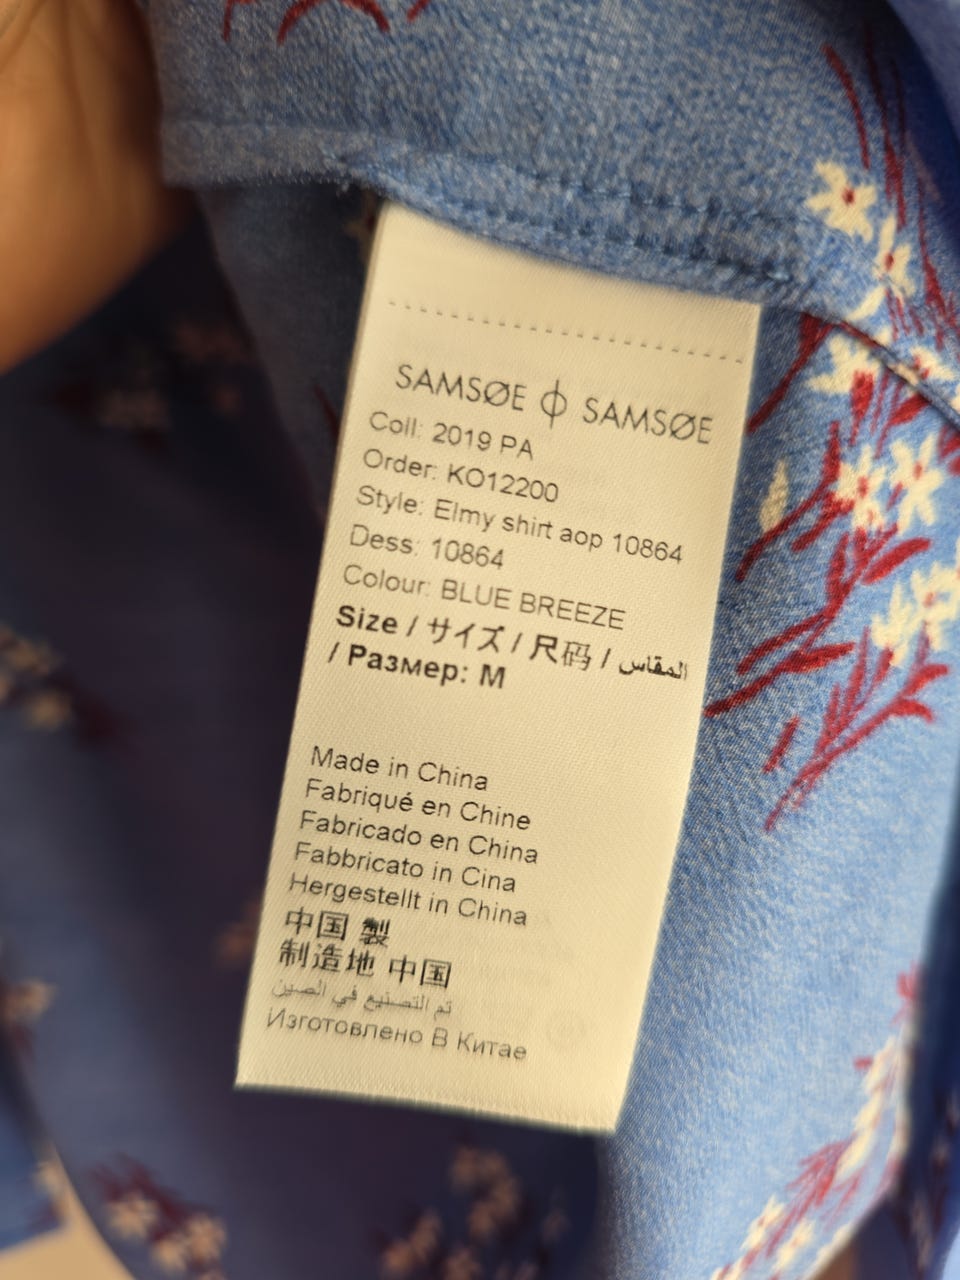 SAMSØE ф SAMSØE
Coll: 2019 PA
Order: KO12200
Style: Elmy shirt aop 10864
Dess: 10864
Colour: BLUE BREEZE
Size / サイズ / 尺码 / المقاس
/ Размер: M
Made in China
Fabriqué en Chine
Fabricado en China
Fabbricato in Cina
Hergestellt in China
中国 製
制造地 中国
تم التصنيع في الصين
Изготовлено В Китае